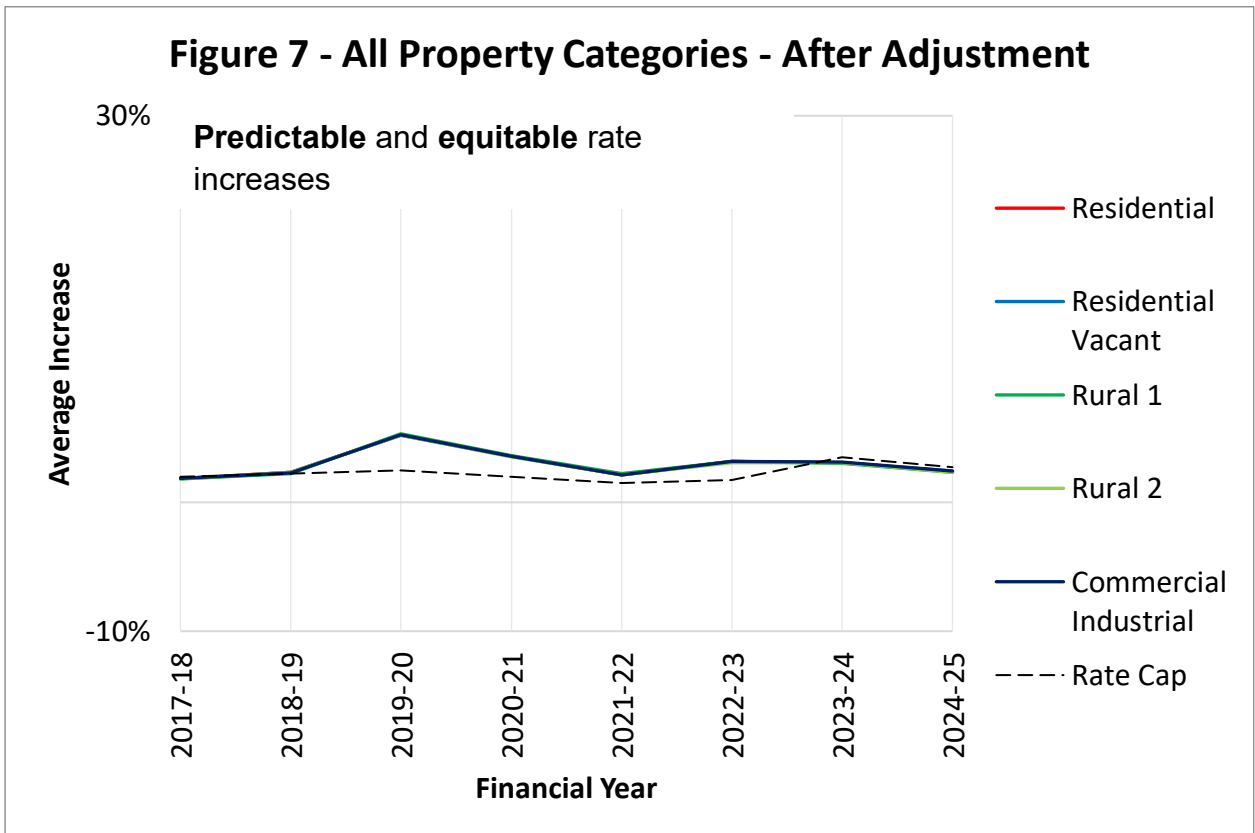 Figure 7 - All Property Categories - After Adjustment
30%
Predictable and equitable rate
increases
Average Increase
-10%
2017-18
2018-19
2019-20
2020-21
2021-22
2022-23
2023-24
2024-25
Financial Year
Residential
Residential
Vacant
Rural 1
Rural 2
Commercial
Industrial
Rate Cap